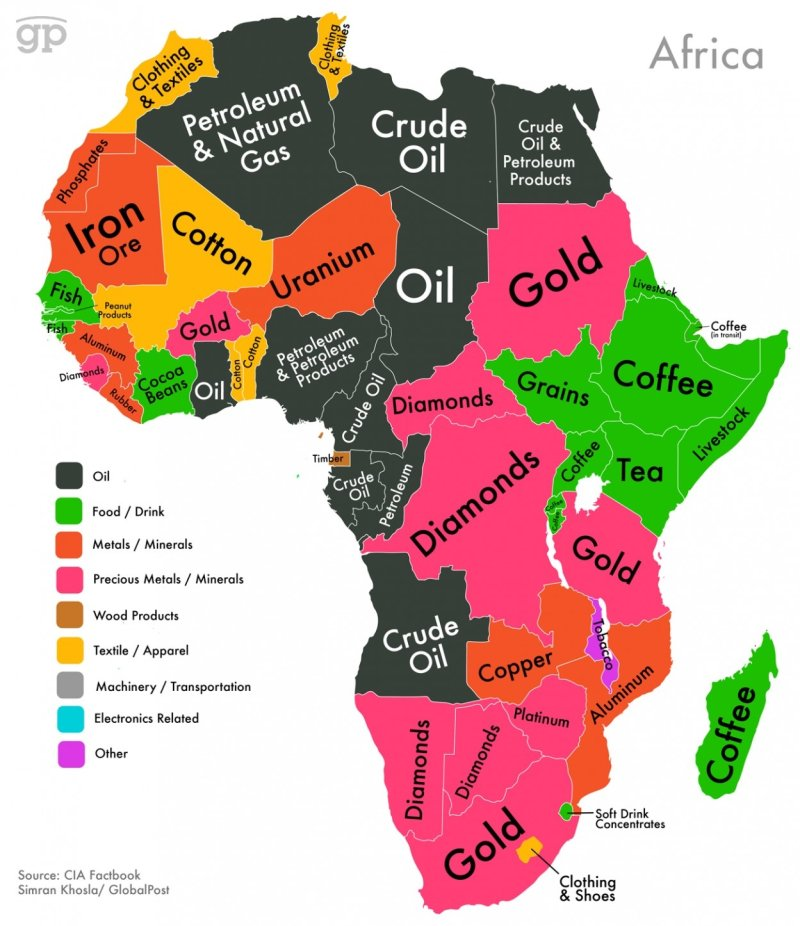 gp
Africa
Clothing
& Textiles
Clothing
& Textiles
Petroleum
& Natural
Gas
Crude
Oil
Crude
Oil &
Petroleum
Products
Phosphates
Iron
Ore
Cotton
Uranium
Oil
Gold
Livestock
Fish
Peanut
Products
Fish
Aluminum
Gold
Diamonds
Rubber
Cocoa
Beans
Oil
Cotton
Cotton
Petroleum
& Petroleum
Products
Crude Oil
Diamonds
Grains
Coffee
Coffee
(in transit)
Livestock
Timber
Crude
Oil
Petroleum
Diamonds
Coffee
Tea
Coffee
Coffee
Gold
Crude
Oil
Copper
Tobacco
Aluminum
Diamonds
Diamonds
Platinum
Coffee
Gold
Soft Drink
Concentrates
Clothing
& Shoes
Oil
Food / Drink
Metals / Minerals
Precious Metals / Minerals
Wood Products
Textile / Apparel
Machinery / Transportation
Electronics Related
Other
Source: CIA Factbook
Simran Khosla/ GlobalPost